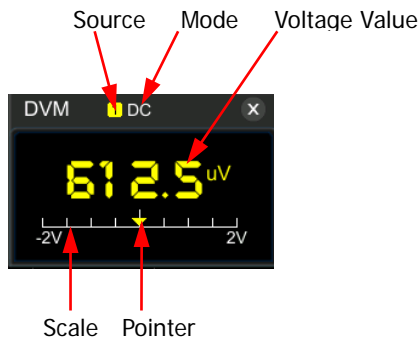 Source Mode Voltage Value
DVM 1 DC X
612.5 uV
-2V 2V
Scale Pointer